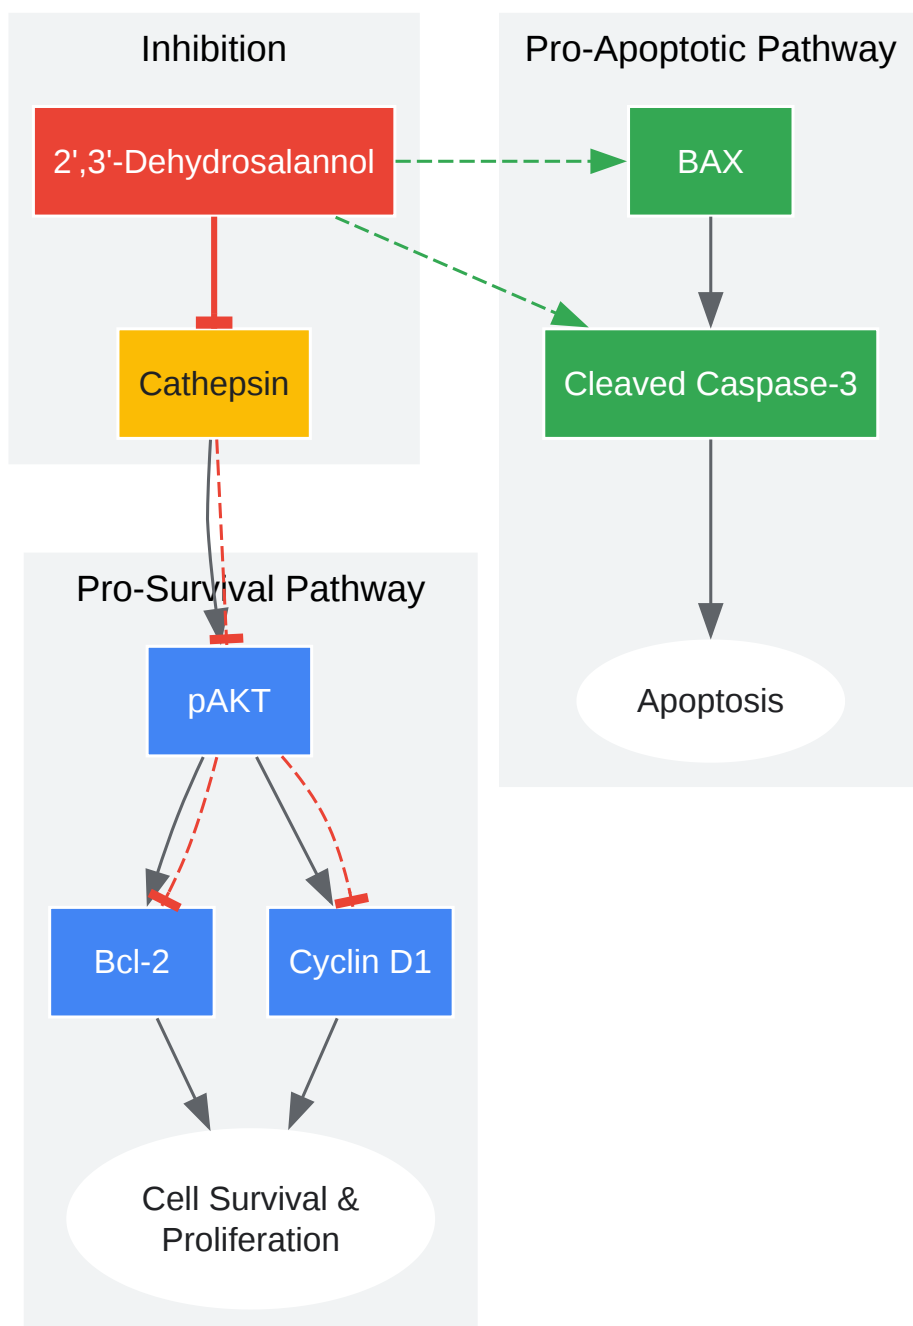 Inhibition
2',3'-Dehydrosalannol
Cathepsin
Pro-Apoptotic Pathway
BAX
Cleaved Caspase-3
Apoptosis
Pro-Survival Pathway
pAKT
Bcl-2
Cyclin D1
Cell Survival &
Proliferation